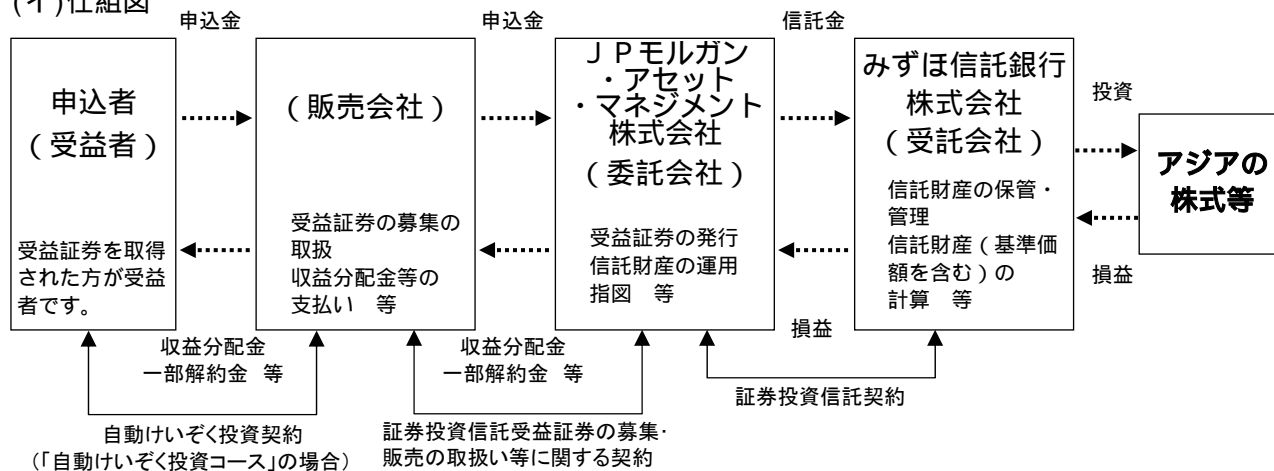 (イ)仕組図
申込金
申込金
信託金
申込者
(受益者)
受益証券を取得
された方が受益
者です。
(販売会社)
受益証券の募集の
取扱
収益分配金等の
支払い 等
JPモルガン
・アセット
・マネジメント
株式会社
(委託会社)
受益証券の発行
信託財産の運用
指図 等
みずほ信託銀行
株式会社
(受託会社)
信託財産の保管・
管理
信託財産(基準価
額を含む)の
計算 等
投資
アジアの
株式等
損益
収益分配金
一部解約金 等
収益分配金
一部解約金 等
損益
自動けいぞく投資契約
(「自動けいぞく投資コース」の場合)
証券投資信託受益証券の募集・
販売の取扱い等に関する契約
証券投資信託契約